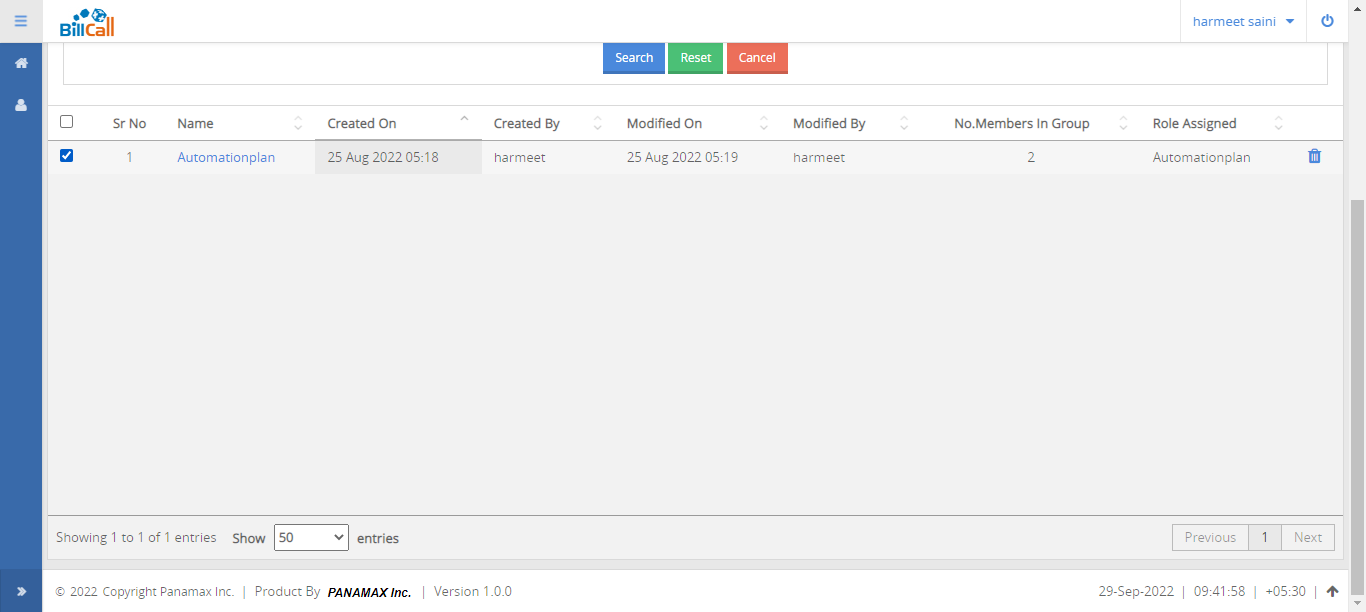 BillCall
harmeet saini
Search Reset Cancel
Sr No Name Created On Created By Modified On Modified By No.Members In Group Role Assigned
1 Automationplan 25 Aug 2022 05:18 harmeet 25 Aug 2022 05:19 harmeet 2 Automationplan
Showing 1 to 1 of 1 entries Show 50 entries Previous 1 Next
© 2022 Copyright Panamax Inc. | Product By PANAMAX Inc. | Version 1.0.0 29-Sep-2022 | 09:41:58 | +05:30 |